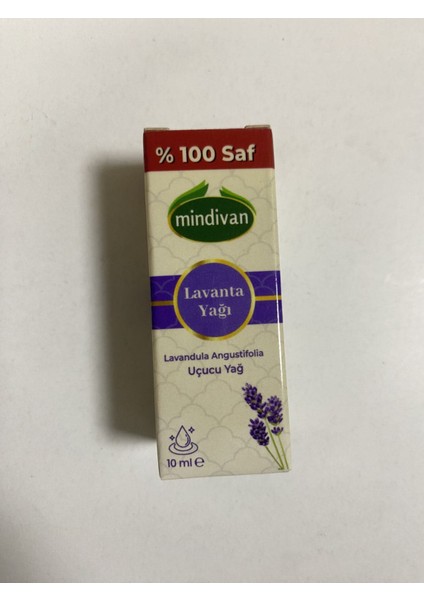 % 100 Saf
mindivan
Lavanta
Yağı
Lavandula Angustifolia
Uçucu Yağ
10 ml ℮